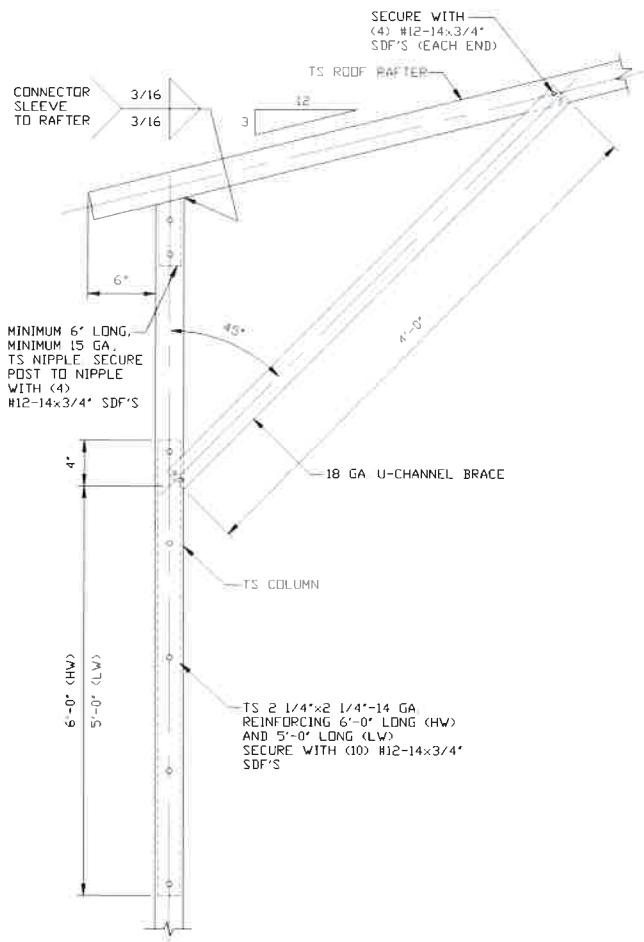 SECURE WITH
(4) #12-14x3/4"
SDF'S (EACH END)
TS ROOF RAFTER
CONNECTOR
SLEEVE
TO RAFTER
3/16
3/16
12
3
6"
MINIMUM 6" LONG,
MINIMUM 15 GA,
TS NIPPLE SECURE
POST TO NIPPLE
WITH (4)
#12-14x3/4" SDF'S
45°
4'-0"
4"
18 GA U-CHANNEL BRACE
TS COLUMN
6'-0" (HW)
5'-0" (LW)
TS 2 1/4"x2 1/4"-14 GA
REINFORCING 6'-0" LONG (HW)
AND 5'-0" LONG (LW)
SECURE WITH (10) #12-14x3/4"
SDF'S